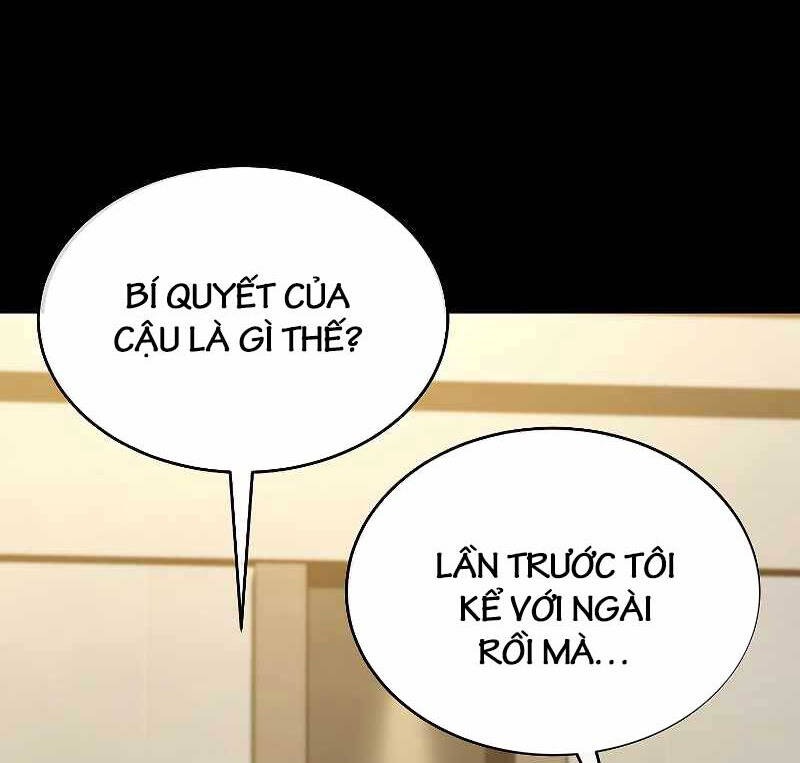 BÍ QUYẾT CỦA
CẬU LÀ GÌ THẾ?
LẦN TRƯỚC TÔI
KỂ VỚI NGÀI
RỒI MÀ...